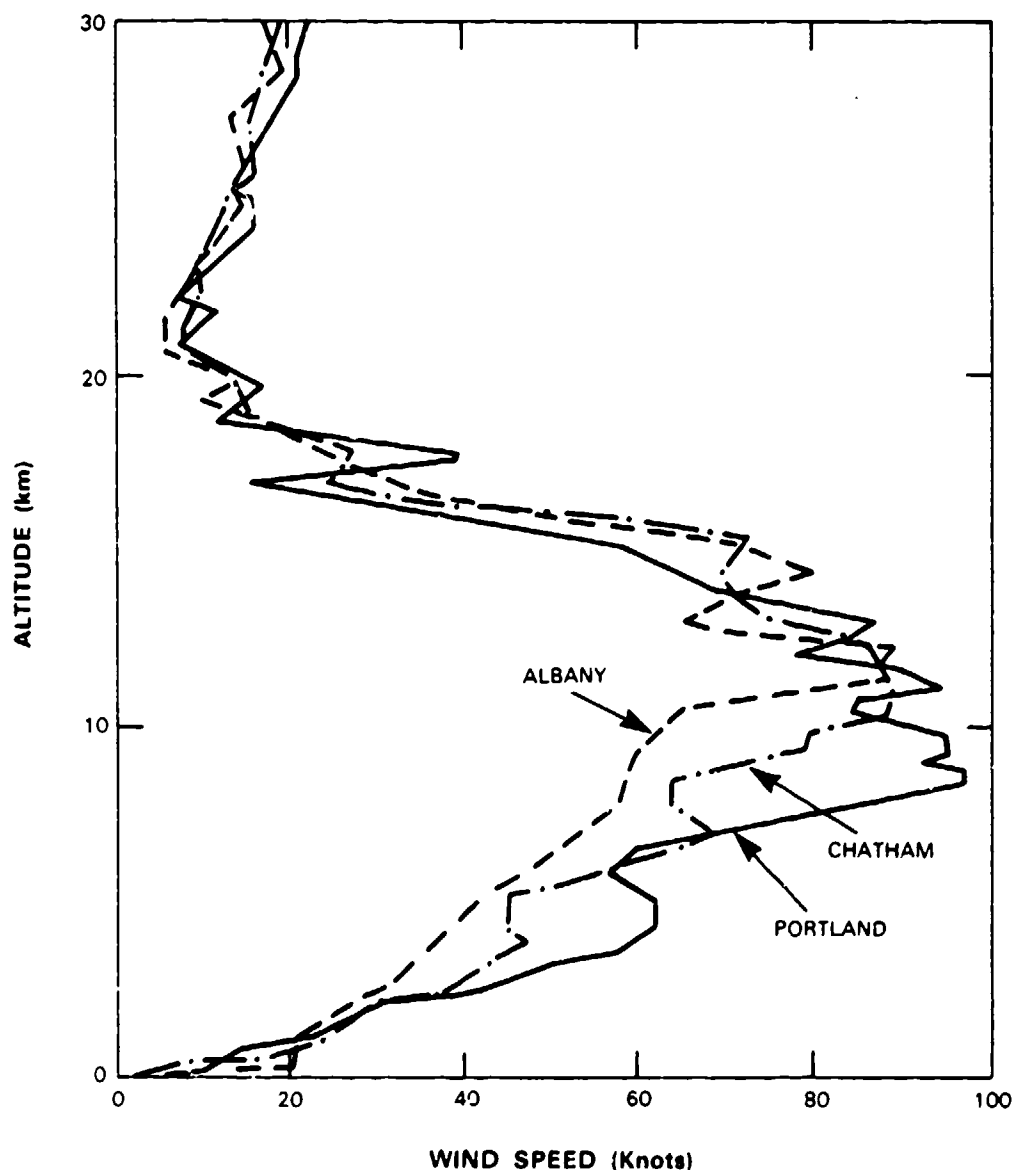 30
20
10
0
ALTITUDE (km)
ALBANY
CHATHAM
PORTLAND
0 20 40 60 80 100
WIND SPEED (Knots)